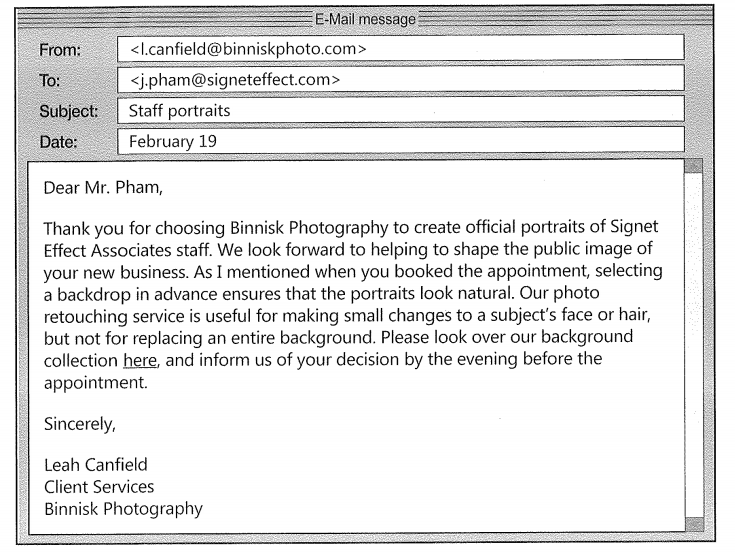 E-Mail message
From: <l.canfield@binniskphoto.com>
To: <j.pham@signeteffect.com>
Subject: Staff portraits
Date: February 19
Dear Mr. Pham,
Thank you for choosing Binnisk Photography to create official portraits of Signet
Effect Associates staff. We look forward to helping to shape the public image of
your new business. As I mentioned when you booked the appointment, selecting
a backdrop in advance ensures that the portraits look natural. Our photo
retouching service is useful for making small changes to a subject's face or hair,
but not for replacing an entire background. Please look over our background
collection here, and inform us of your decision by the evening before the
appointment.
Sincerely,
Leah Canfield
Client Services
Binnisk Photography